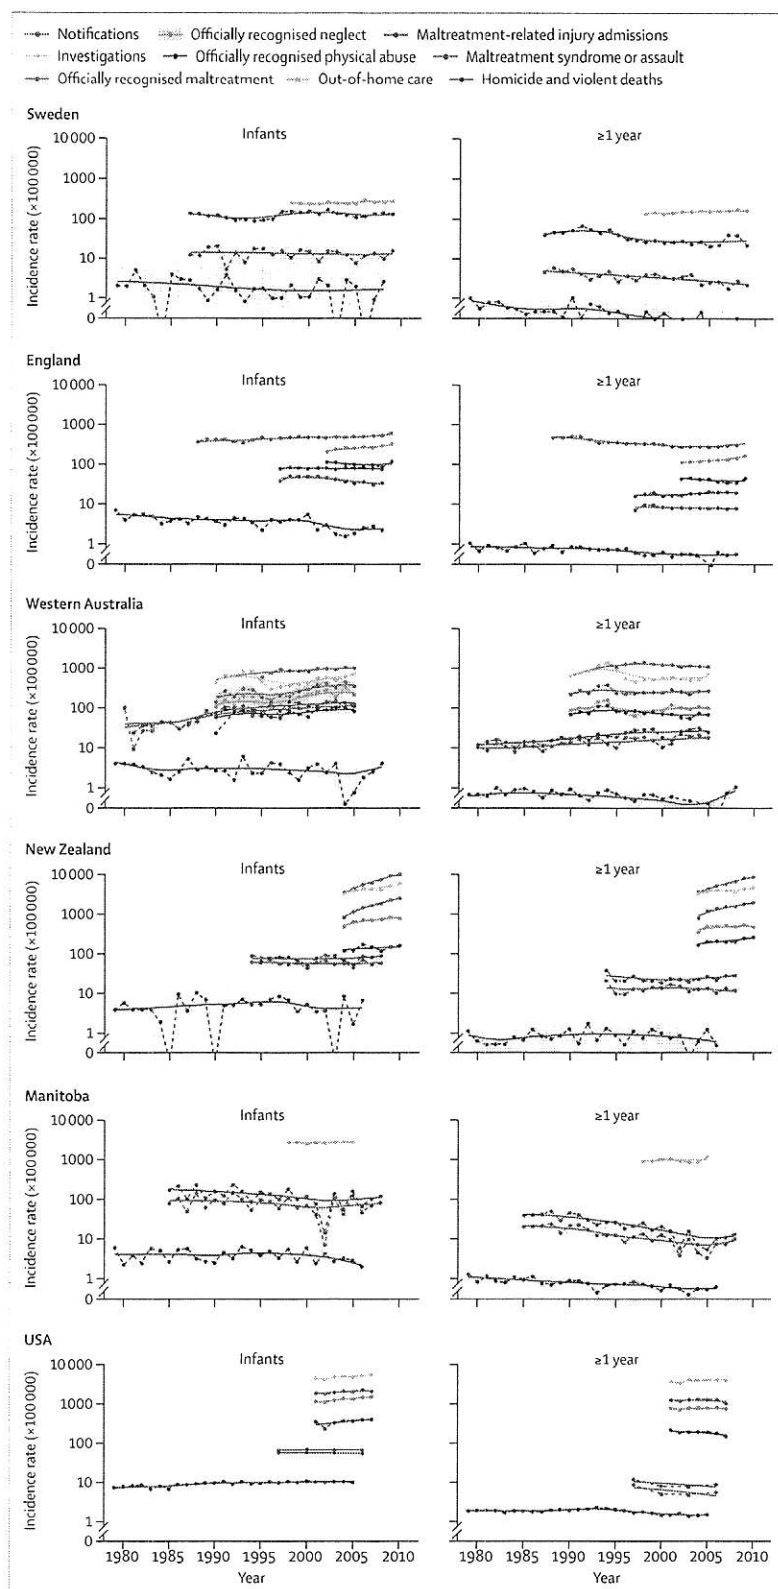 Notifications Officially recognised neglect Maltreatment-related injury admissions
Investigations Officially recognised physical abuse Maltreatment syndrome or assault
Officially recognised maltreatment Out-of-home care Homicide and violent deaths
Sweden
Infants ≥1 year
Incidence rate (×100 000)
10 000
1000
100
10
1
0
England
Infants ≥1 year
Incidence rate (×100 000)
10 000
1000
100
10
1
0
Western Australia
Infants ≥1 year
Incidence rate (×100 000)
10 000
1000
100
10
1
0
New Zealand
Infants ≥1 year
Incidence rate (×100 000)
10 000
1000
100
10
1
0
Manitoba
Infants ≥1 year
Incidence rate (×100 000)
10 000
1000
100
10
1
0
USA
Infants ≥1 year
Incidence rate (×100 000)
10 000
1000
100
10
1
0
1980 1985 1990 1995 2000 2005 2010 1980 1985 1990 1995 2000 2005 2010
Year Year